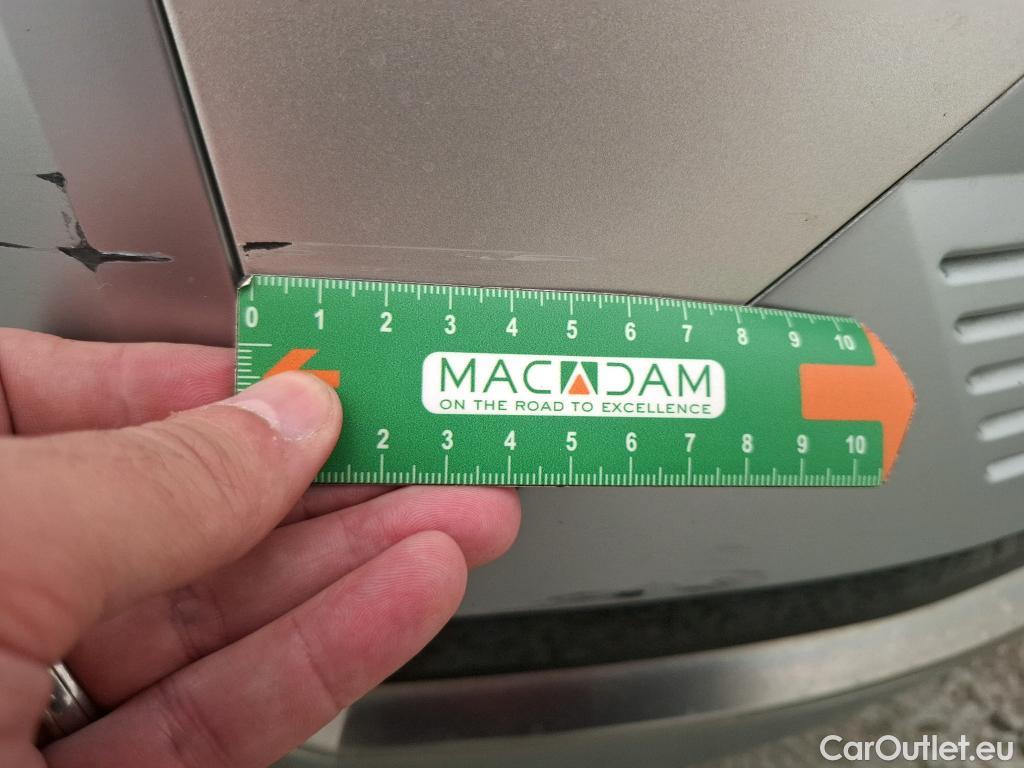 0 1 2 3 4 5 6 7 8 9 10
MACADAM
ON THE ROAD TO EXCELLENCE
2 3 4 5 6 7 8 9 10
CarOutlet.eu